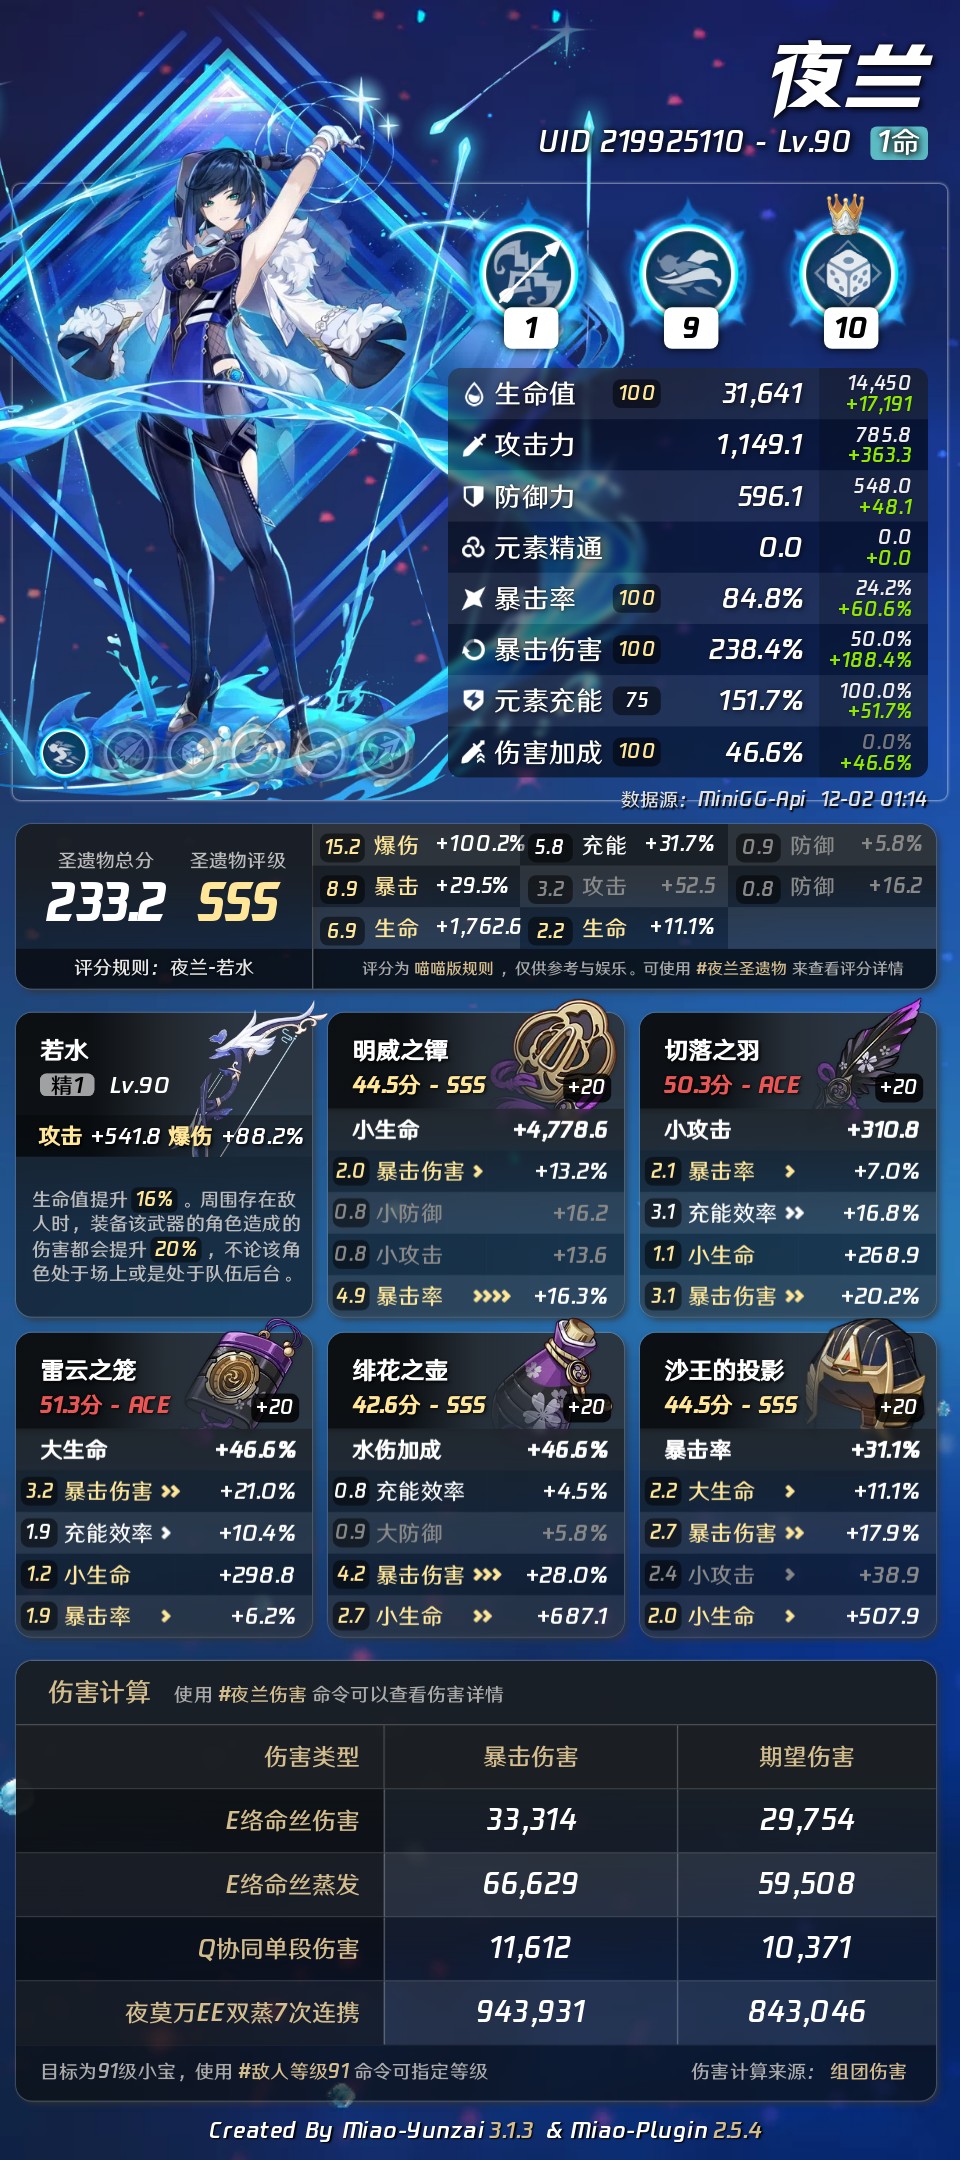 夜兰
UID 219925110 - Lv.90 1命
1 9 10
生命值 100 31,641 14,450 +17,191
攻击力 1,149.1 785.8 +363.3
防御力 596.1 548.0 +48.1
元素精通 0.0 0.0 +0.0
暴击率 100 84.8% 24.2% +60.6%
暴击伤害 100 238.4% 50.0% +188.4%
元素充能 75 151.7% 100.0% +51.7%
伤害加成 100 46.6% 0.0% +46.6%
数据源：MiniGG-Api 12-02 01:14
圣遗物总分 圣遗物评级
233.2 SSS
评分规则：夜兰-若水
15.2 爆伤 +100.2% 5.8 充能 +31.7% 0.9 防御 +5.8%
8.9 暴击 +29.5% 3.2 攻击 +52.5 0.8 防御 +16.2
6.9 生命 +1,762.6 2.2 生命 +11.1%
评分为 喵喵版规则 ，仅供参考与娱乐。可使用 #夜兰圣遗物 来查看评分详情
若水
精1 Lv.90
攻击 +541.8 爆伤 +88.2%
生命值提升 16% 。周围存在敌
人时，装备该武器的角色造成的
伤害都会提升 20% ，不论该角
色处于场上或是处于队伍后台。
明威之镡
44.5分 - SSS +20
小生命 +4,778.6
2.0 暴击伤害 +13.2%
0.8 小防御 +16.2
0.8 小攻击 +13.6
4.9 暴击率 +16.3%
切落之羽
50.3分 - ACE +20
小攻击 +310.8
2.1 暴击率 +7.0%
3.1 充能效率 +16.8%
1.1 小生命 +268.9
3.1 暴击伤害 +20.2%
雷云之笼
51.3分 - ACE +20
大生命 +46.6%
3.2 暴击伤害 +21.0%
1.9 充能效率 +10.4%
1.2 小生命 +298.8
1.9 暴击率 +6.2%
绯花之壶
42.6分 - SSS +20
水伤加成 +46.6%
0.8 充能效率 +4.5%
0.9 大防御 +5.8%
4.2 暴击伤害 +28.0%
2.7 小生命 +687.1
沙王的投影
44.5分 - SSS +20
暴击率 +31.1%
2.2 大生命 +11.1%
2.7 暴击伤害 +17.9%
2.4 小攻击 +38.9
2.0 小生命 +507.9
伤害计算 使用 #夜兰伤害 命令可以查看伤害详情
伤害类型 暴击伤害 期望伤害
E络命丝伤害 33,314 29,754
E络命丝蒸发 66,629 59,508
Q协同单段伤害 11,612 10,371
夜莫万EE双蒸7次连携 943,931 843,046
目标为91级小宝，使用 #敌人等级91 命令可指定等级 伤害计算来源： 组团伤害
Created By Miao-Yunzai 3.1.3 & Miao-Plugin 2.5.4